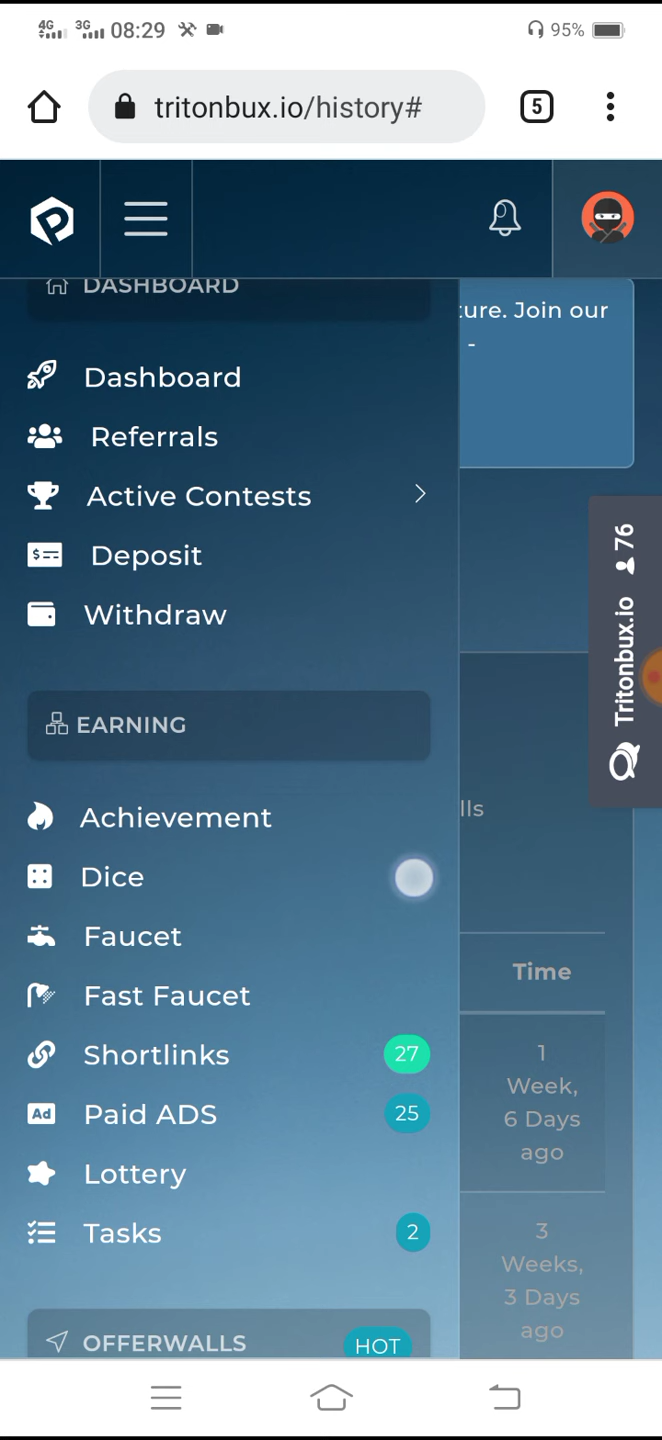 4G 3G 08:29 95%
tritonbux.io/history# 5
DASHBOARD
ture. Join our
-
Dashboard
Referrals
Active Contests
Deposit
Withdraw
Tritonbux.io 76
EARNING
Achievement
lls
Dice
Faucet
Time
Fast Faucet
Shortlinks 27
1
Week,
6 Days
ago
Paid ADS 25
Lottery
Tasks 2
3
Weeks,
3 Days
ago
OFFERWALLS HOT